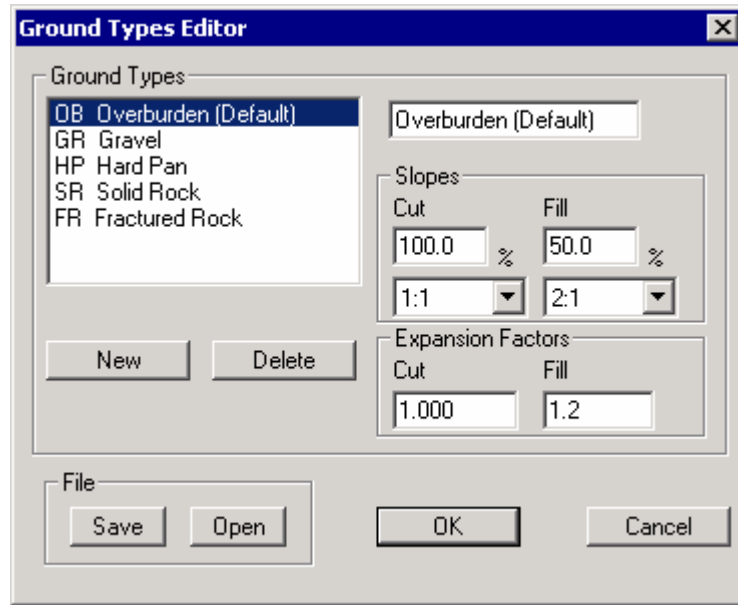 Ground Types Editor
Ground Types
OB Overburden (Default)
GR Gravel
HP Hard Pan
SR Solid Rock
FR Fractured Rock
New
Delete
Overburden (Default)
Slopes
Cut Fill
100.0 % 50.0 %
1:1 2:1
Expansion Factors
Cut Fill
1.000 1.2
File
Save
Open
OK
Cancel